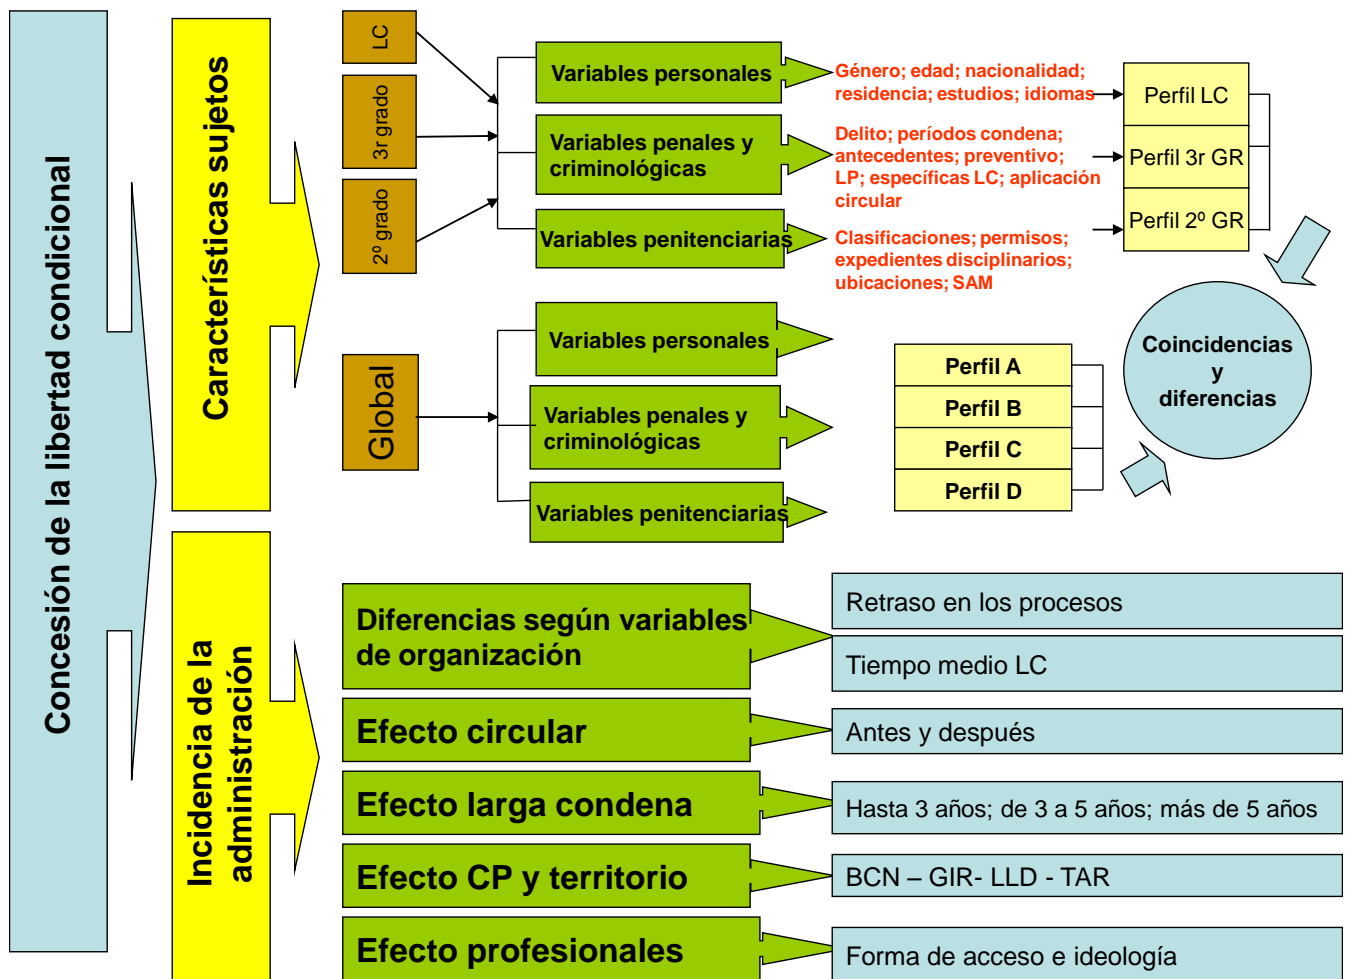 Concesión de la libertad condicional
Características sujetos
LC
3r grado
2º grado
Variables personales
Género; edad; nacionalidad;
residencia; estudios; idiomas
Variables penales y
criminológicas
Delito; períodos condena;
antecedentes; preventivo;
LP; específicas LC; aplicación
circular
Variables penitenciarias
Clasificaciones; permisos;
expedientes disciplinarios;
ubicaciones; SAM
Perfil LC
Perfil 3r GR
Perfil 2º GR
Global
Variables personales
Variables penales y
criminológicas
Variables penitenciarias
Perfil A
Perfil B
Perfil C
Perfil D
Coincidencias
y
diferencias
Incidencia de la
administración
Diferencias según variables
de organización
Retraso en los procesos
Tiempo medio LC
Efecto circular
Antes y después
Efecto larga condena
Hasta 3 años; de 3 a 5 años; más de 5 años
Efecto CP y territorio
BCN – GIR- LLD - TAR
Efecto profesionales
Forma de acceso e ideología